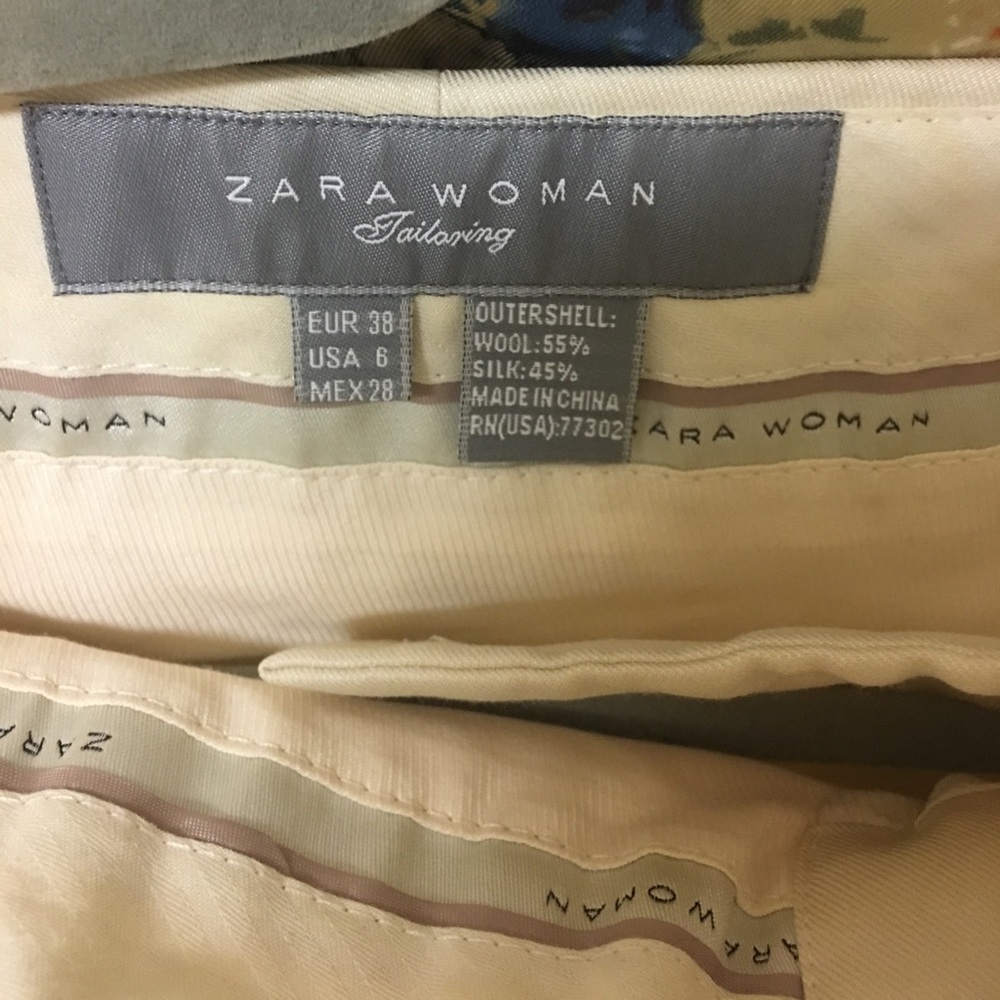 ZARA WOMAN
Tailoring
EUR 38
USA 6
MEX 28
OUTERSHELL:
WOOL:55%
SILK:45%
MADE IN CHINA
RN(USA):77302
WOMAN
ZARA WOMAN
ZARA
ZARA WOMAN